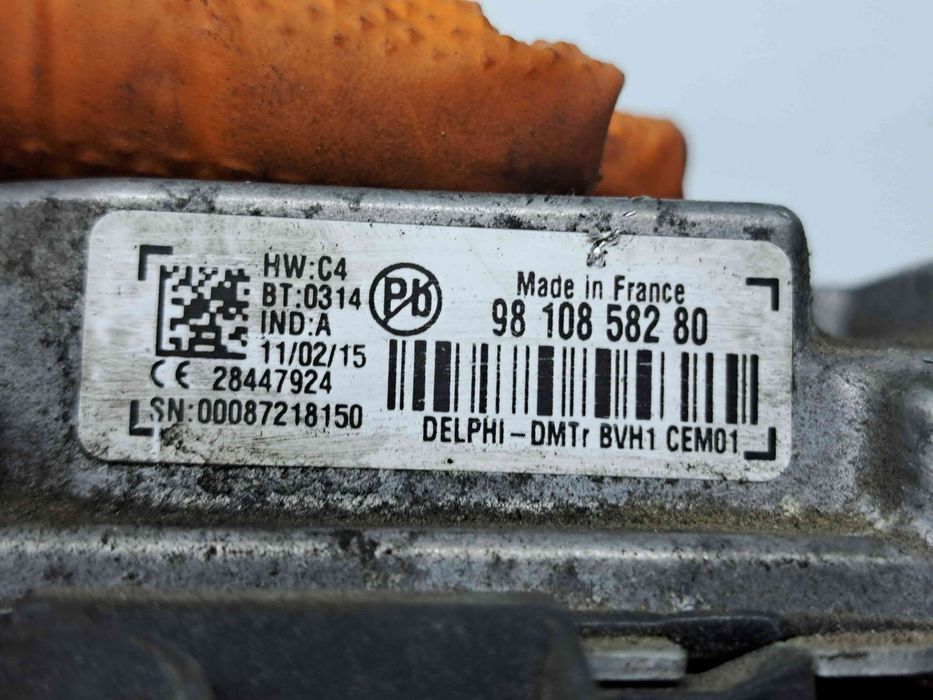 HW:C4
BT:0314
IND:A
11/02/15
CE 28447924
SN:00087218150
Pb
Made in France
98 108 582 80
DELPHI-DMTr BVH1 CEM01